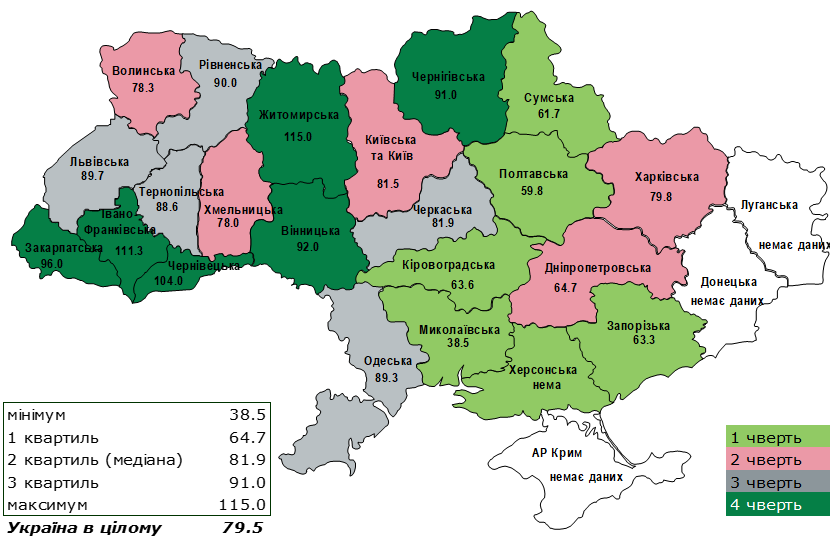 Волинська
78.3
Рівненська
90.0
Житомирська
115.0
Київська
та Київ
81.5
Чернігівська
91.0
Сумська
61.7
Львівська
89.7
Тернопільська
88.6
Хмельницька
78.0
Вінницька
92.0
Черкаська
81.9
Полтавська
59.8
Харківська
79.8
Луганська
немає даних
Донецька
немає даних
Івано
Франківське
111.3
Закарпатська
96.0
Чернівецька
104.0
Кіровоградська
63.6
Дніпропетровська
64.7
Запорізька
63.3
Миколаївська
38.5
Одеська
89.3
Херсонська
нема
АР Крим
немає даних
мінімум 38.5
1 квартиль 64.7
2 квартиль (медіана) 81.9
3 квартиль 91.0
максимум 115.0
Україна в цілому 79.5
1 чверть
2 чверть
3 чверть
4 чверть